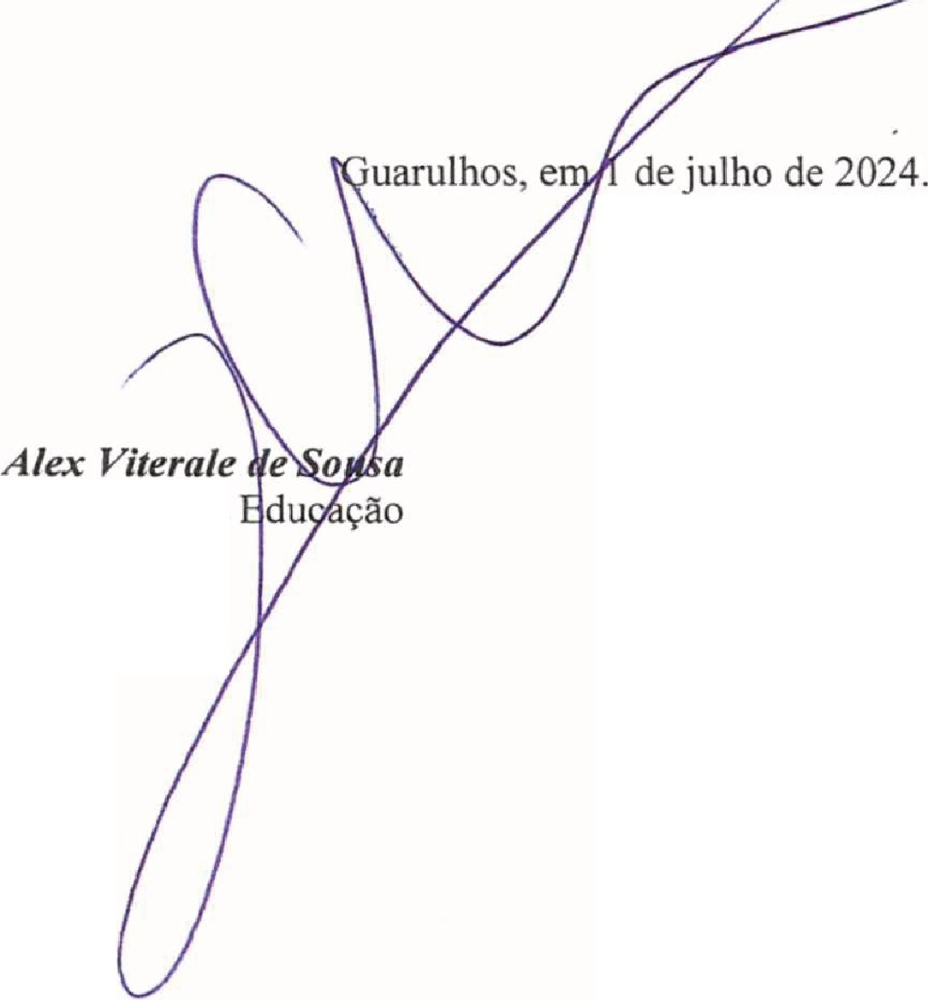 Guarulhos, em 1 de julho de 2024.
Alex Viterale de Sousa
Educação